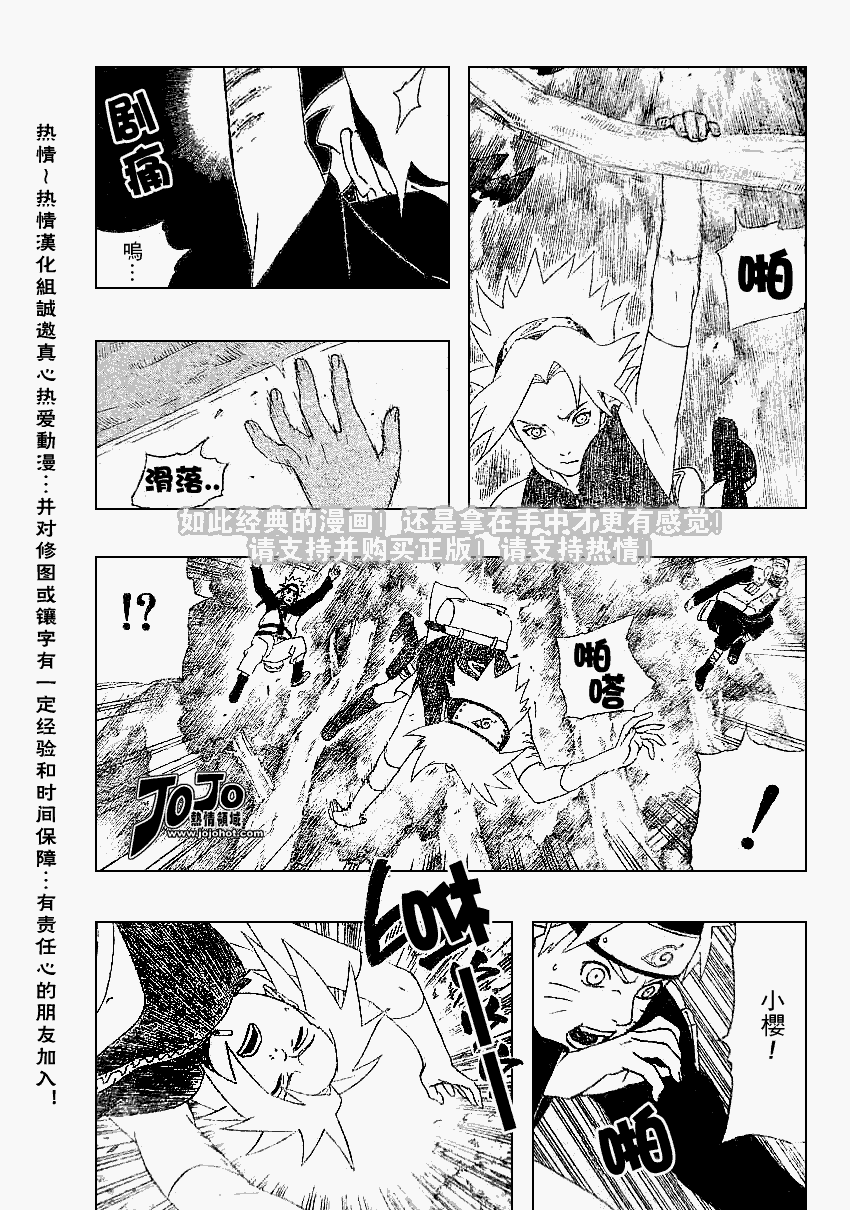 啪
剧痛
嗚…
滑落..
如此经典的漫画！还是拿在手中才更有感觉！
请支持并购买正版！请支持热情！
!?
啪嗒
!
JOJO
熱情領域
www.jojohot.com
小櫻！
啪
咻
热情~热情漢化組誠邀真心热爱動漫…并对修图或镶字有一定经验和时间保障…有责任心的朋友加入！